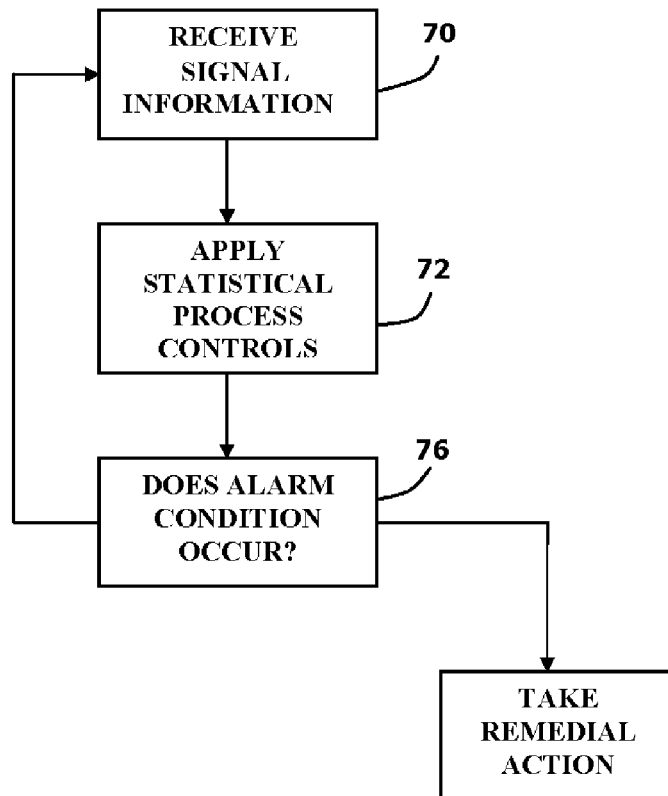 RECEIVE
SIGNAL
INFORMATION
70
APPLY
STATISTICAL
PROCESS
CONTROLS
72
DOES ALARM
CONDITION
OCCUR?
76
TAKE
REMEDIAL
ACTION